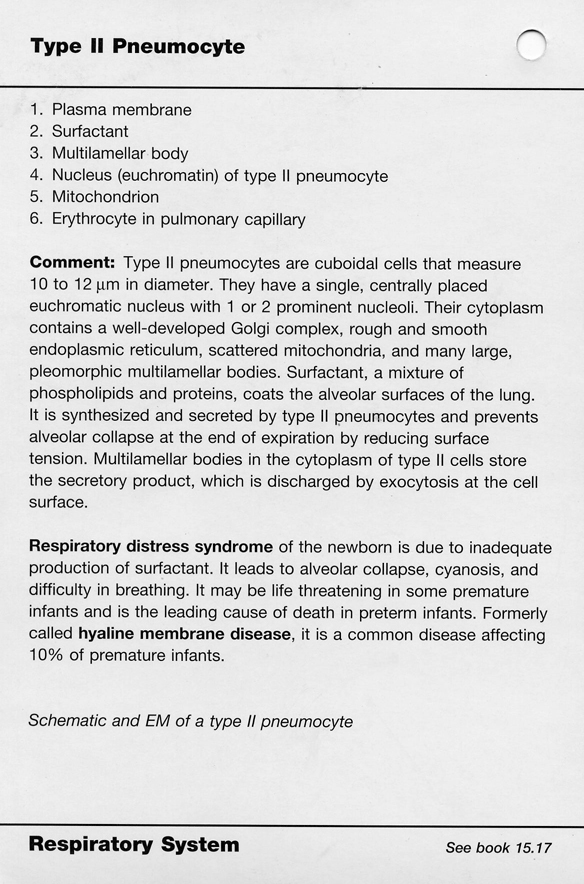 Type II Pneumocyte
1. Plasma membrane
2. Surfactant
3. Multilamellar body
4. Nucleus (euchromatin) of type II pneumocyte
5. Mitochondrion
6. Erythrocyte in pulmonary capillary
Comment: Type II pneumocytes are cuboidal cells that measure
10 to 12 μm in diameter. They have a single, centrally placed
euchromatic nucleus with 1 or 2 prominent nucleoli. Their cytoplasm
contains a well-developed Golgi complex, rough and smooth
endoplasmic reticulum, scattered mitochondria, and many large,
pleomorphic multilamellar bodies. Surfactant, a mixture of
phospholipids and proteins, coats the alveolar surfaces of the lung.
It is synthesized and secreted by type II pneumocytes and prevents
alveolar collapse at the end of expiration by reducing surface
tension. Multilamellar bodies in the cytoplasm of type II cells store
the secretory product, which is discharged by exocytosis at the cell
surface.
Respiratory distress syndrome of the newborn is due to inadequate
production of surfactant. It leads to alveolar collapse, cyanosis, and
difficulty in breathing. It may be life threatening in some premature
infants and is the leading cause of death in preterm infants. Formerly
called hyaline membrane disease, it is a common disease affecting
10% of premature infants.
Schematic and EM of a type II pneumocyte
Respiratory System
See book 15.17